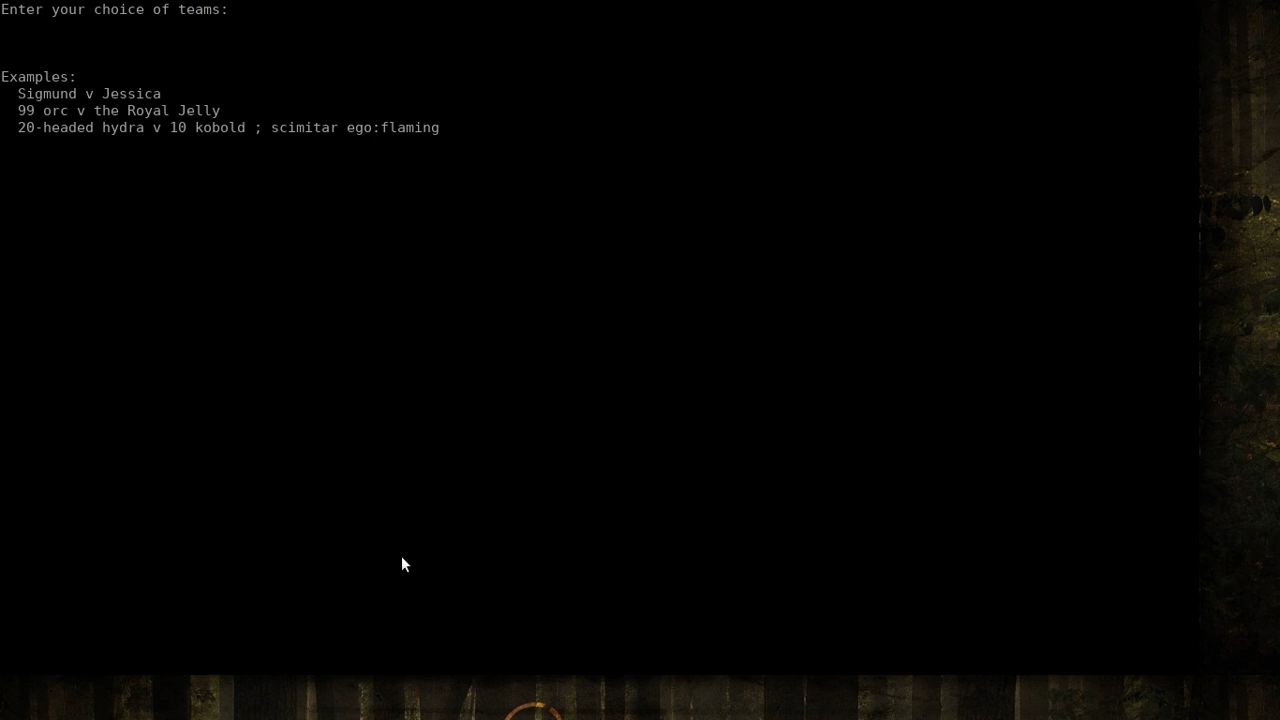 Enter your choice of teams:
Examples:
Sigmund v Jessica
99 orc v the Royal Jelly
20-headed hydra v 10 kobold ; scimitar ego:flaming